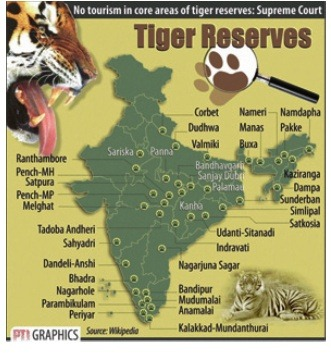 No tourism in core areas of tiger reserves: Supreme Court
Tiger Reserves
Corbet
Nameri
Namdapha
Dudhwa
Manas
Pakke
Valmiki
Buxa
Sariska
Panna
Bandhavgarh
Sanjay Dubri
Palamau
Kanha
Ranthambore
Pench-MH
Satpura
Pench-MP
Melghat
Kaziranga
Dampa
Sunderban
Simlipal
Satkosia
Tadoba Andheri
Sahyadri
Udanti-Sitanadi
Indravati
Dandeli-Anshi
Nagarjuna Sagar
Bhadra
Nagarhole
Parambikulam
Periyar
Bandipur
Mudumalai
Anamalai
Kalakkad-Mundanthurai
PTI GRAPHICS
Source: Wikipedia